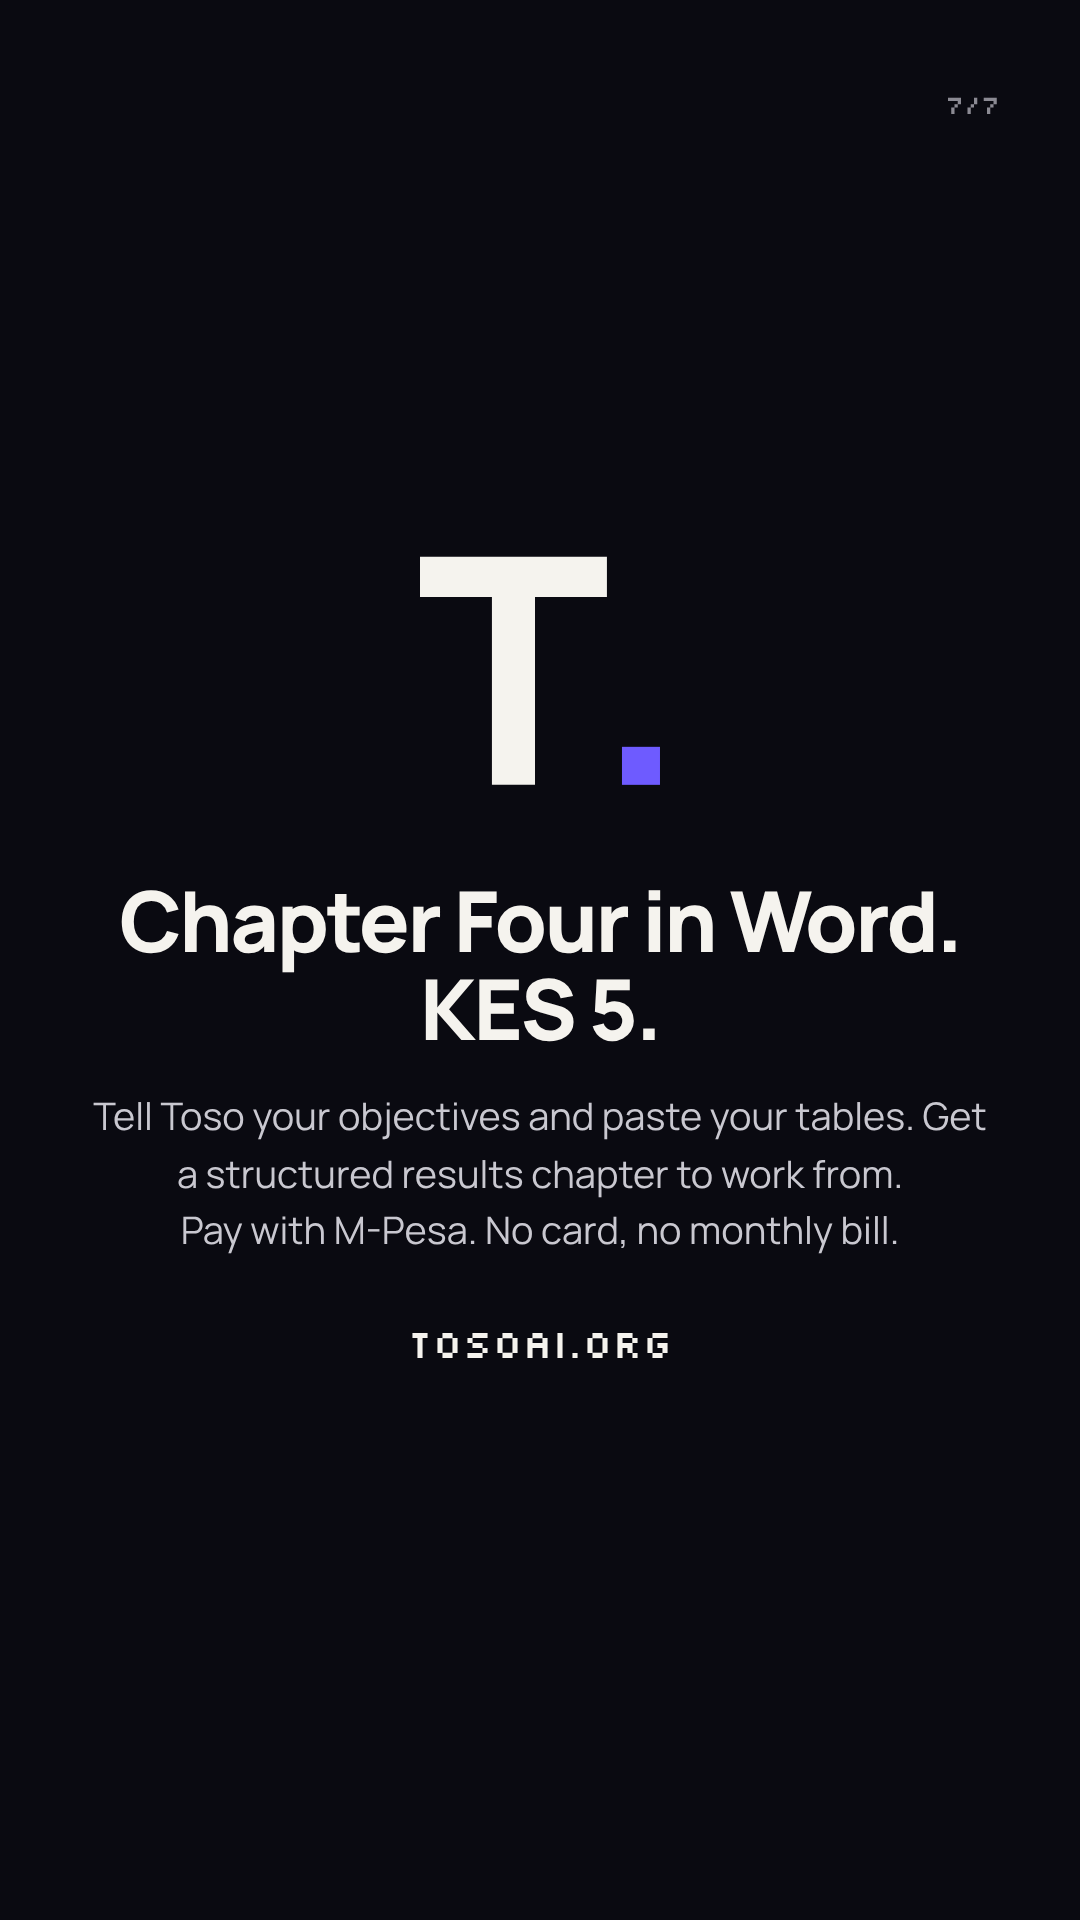 7/7
T.
Chapter Four in Word.
KES 5.
Tell Toso your objectives and paste your tables. Get
a structured results chapter to work from.
Pay with M-Pesa. No card, no monthly bill.
TOSOAI.ORG